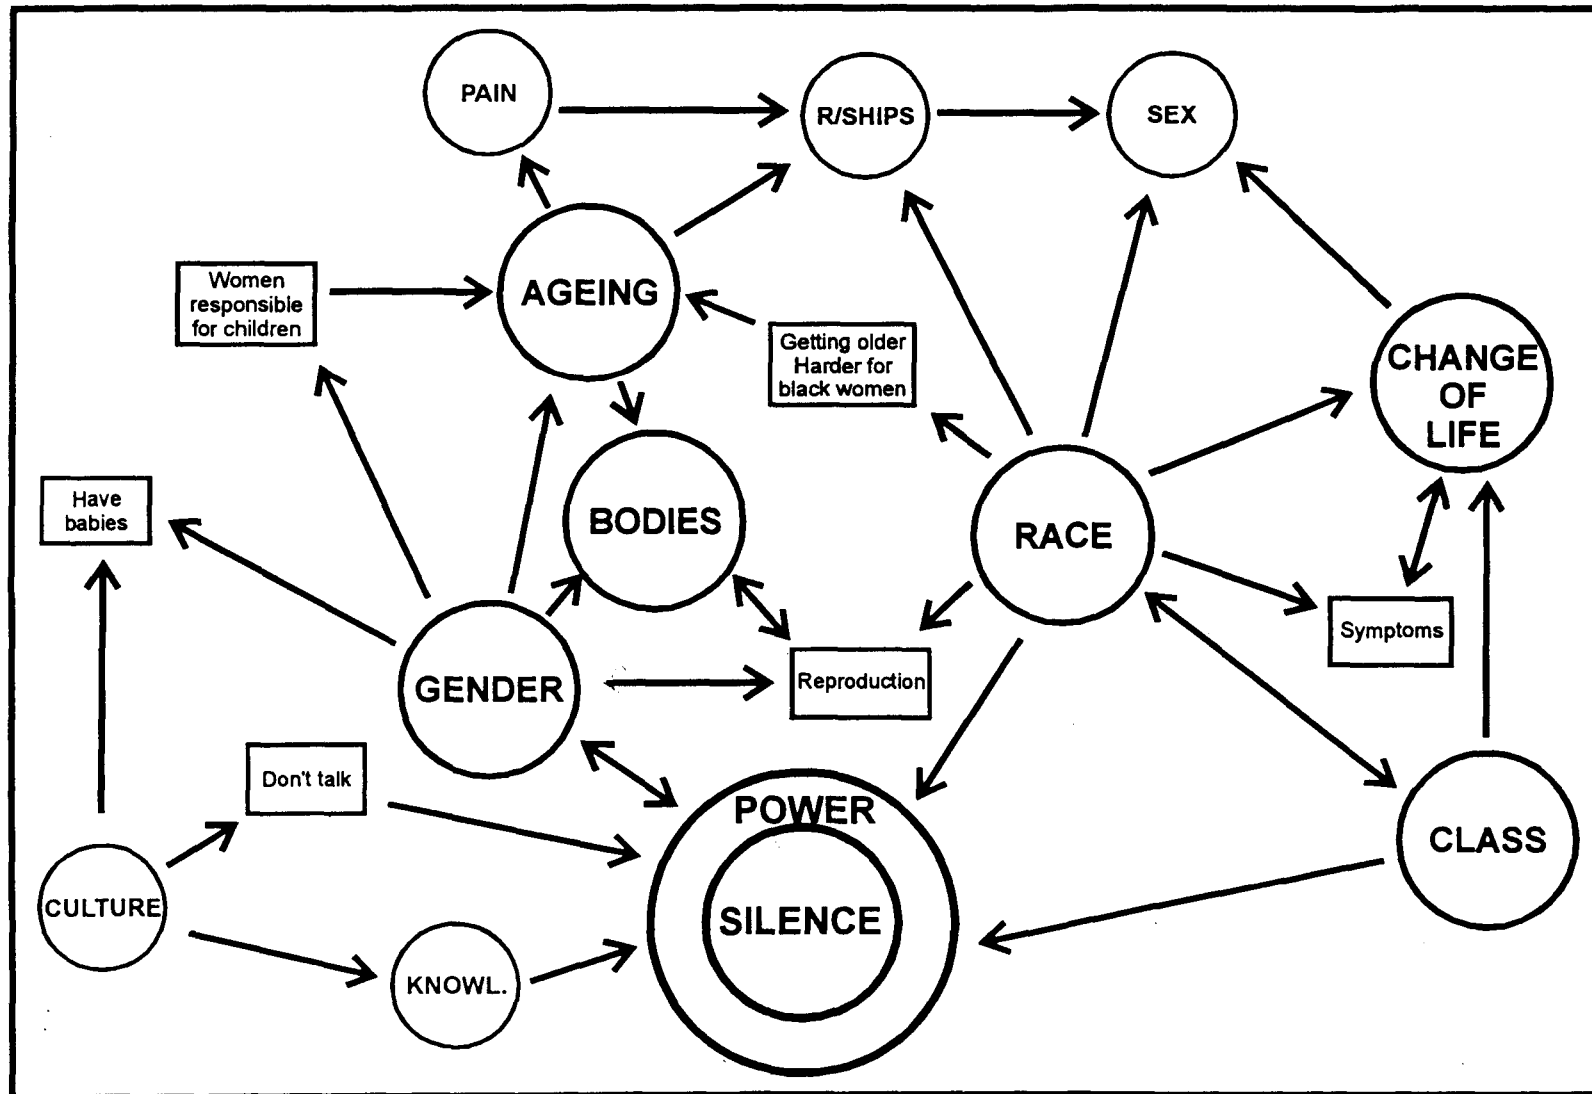 PAIN
R/SHIPS
SEX
Women
responsible
for children
AGEING
Getting older
Harder for
black women
CHANGE
OF
LIFE
Have
babies
BODIES
RACE
Symptoms
GENDER
Reproduction
Don't talk
POWER
SILENCE
CLASS
CULTURE
KNOWL.